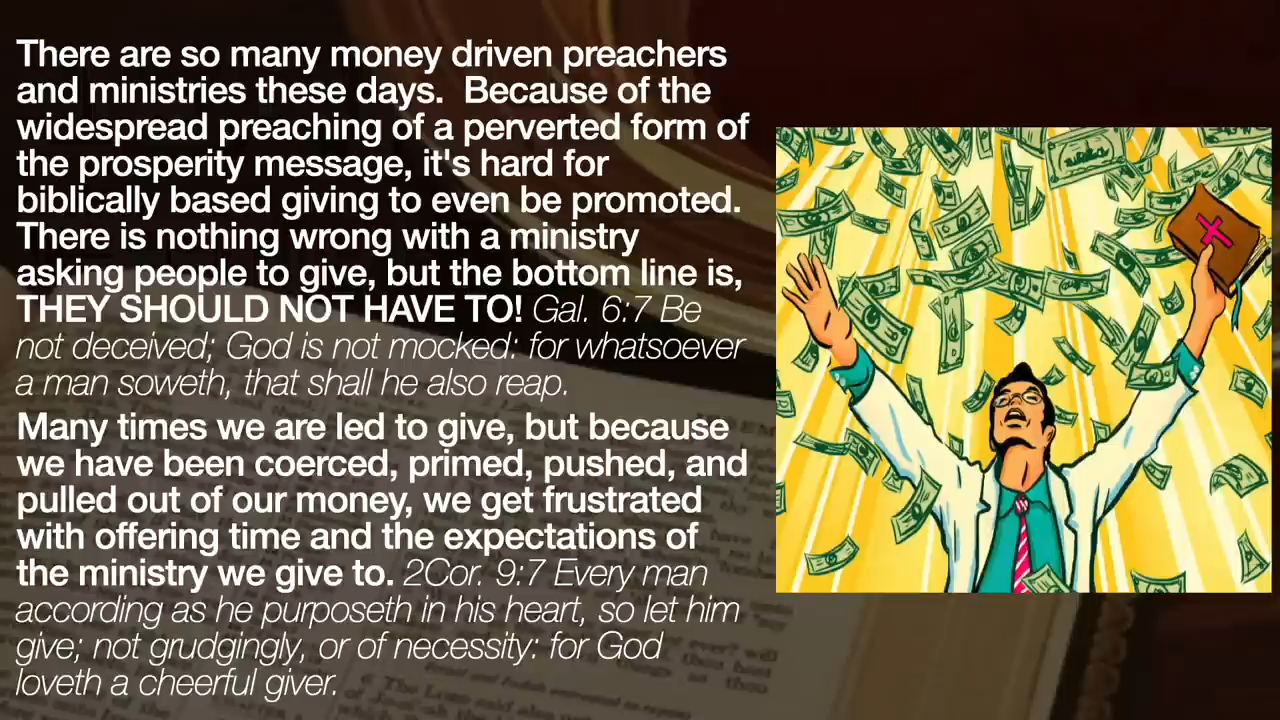 There are so many money driven preachers
and ministries these days.  Because of the
widespread preaching of a perverted form of
the prosperity message, it's hard for
biblically based giving to even be promoted.
There is nothing wrong with a ministry
asking people to give, but the bottom line is,
THEY SHOULD NOT HAVE TO! Gal. 6:7 Be
not deceived; God is not mocked: for whatsoever
a man soweth, that shall he also reap.
Many times we are led to give, but because
we have been coerced, primed, pushed, and
pulled out of our money, we get frustrated
with offering time and the expectations of
the ministry we give to. 2Cor. 9:7 Every man
according as he purposeth in his heart, so let him
give; not grudgingly, or of necessity: for God
loveth a cheerful giver.